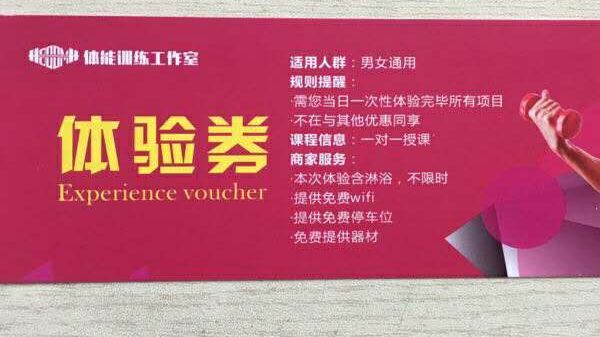 体能训练工作室
体验券
Experience voucher
适用人群：男女通用
规则提醒：
·需您当日一次性体验完毕所有项目
·不在与其他优惠同享
课程信息：一对一授课
商家服务：
·本次体验含淋浴，不限时
·提供免费wifi
·提供免费停车位
·免费提供器材